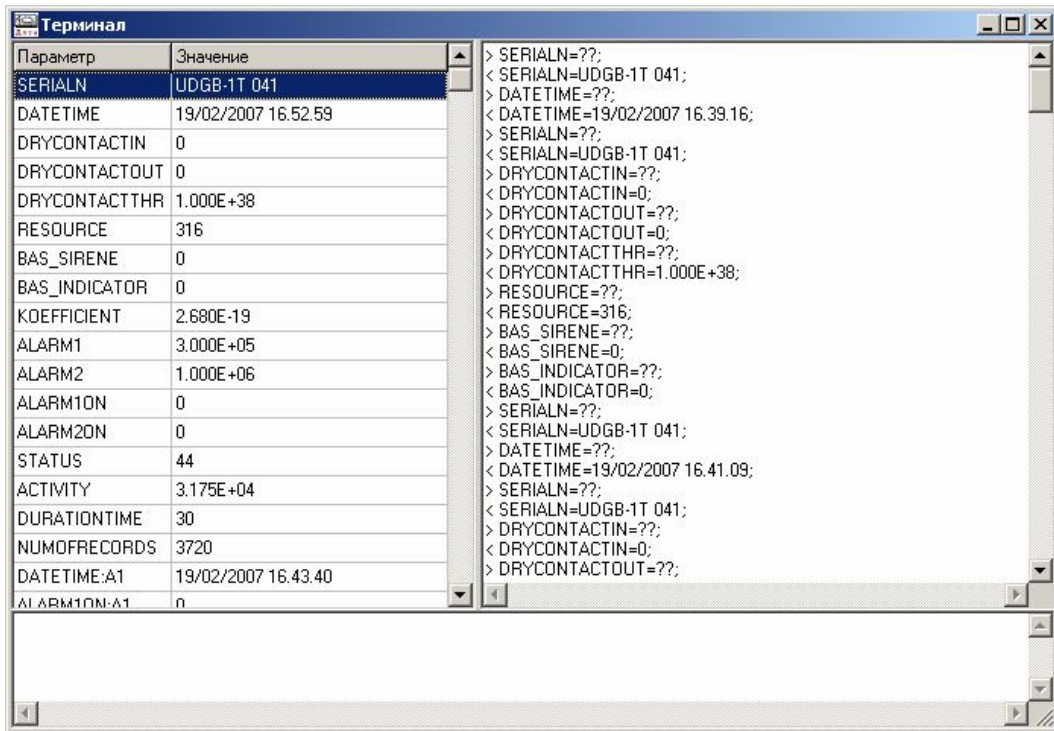 Терминал
Параметр Значение
SERIALN UDGB-1T 041
DATETIME 19/02/2007 16.52.59
DRYCONTACTIN 0
DRYCONTACTOUT 0
DRYCONTACTTHR 1.000E+38
RESOURCE 316
BAS_SIRENE 0
BAS_INDICATOR 0
KOEFFICIENT 2.680E-19
ALARM1 3.000E+05
ALARM2 1.000E+06
ALARM1ON 0
ALARM2ON 0
STATUS 44
ACTIVITY 3.175E+04
DURATIONTIME 30
NUMOFRECORDS 3720
DATETIME:A1 19/02/2007 16.43.40
ALARM1ON:A1 0
> SERIALN=??;
< SERIALN=UDGB-1T 041;
> DATETIME=??;
< DATETIME=19/02/2007 16.39.16;
> SERIALN=??;
< SERIALN=UDGB-1T 041;
> DRYCONTACTIN=??;
< DRYCONTACTIN=0;
> DRYCONTACTOUT=??;
< DRYCONTACTOUT=0;
> DRYCONTACTTHR=??;
< DRYCONTACTTHR=1.000E+38;
> RESOURCE=??;
< RESOURCE=316;
> BAS_SIRENE=??;
< BAS_SIRENE=0;
> BAS_INDICATOR=??;
< BAS_INDICATOR=0;
> SERIALN=??;
< SERIALN=UDGB-1T 041;
> DATETIME=??;
< DATETIME=19/02/2007 16.41.09;
> SERIALN=??;
< SERIALN=UDGB-1T 041;
> DRYCONTACTIN=??;
< DRYCONTACTIN=0;
> DRYCONTACTOUT=??;